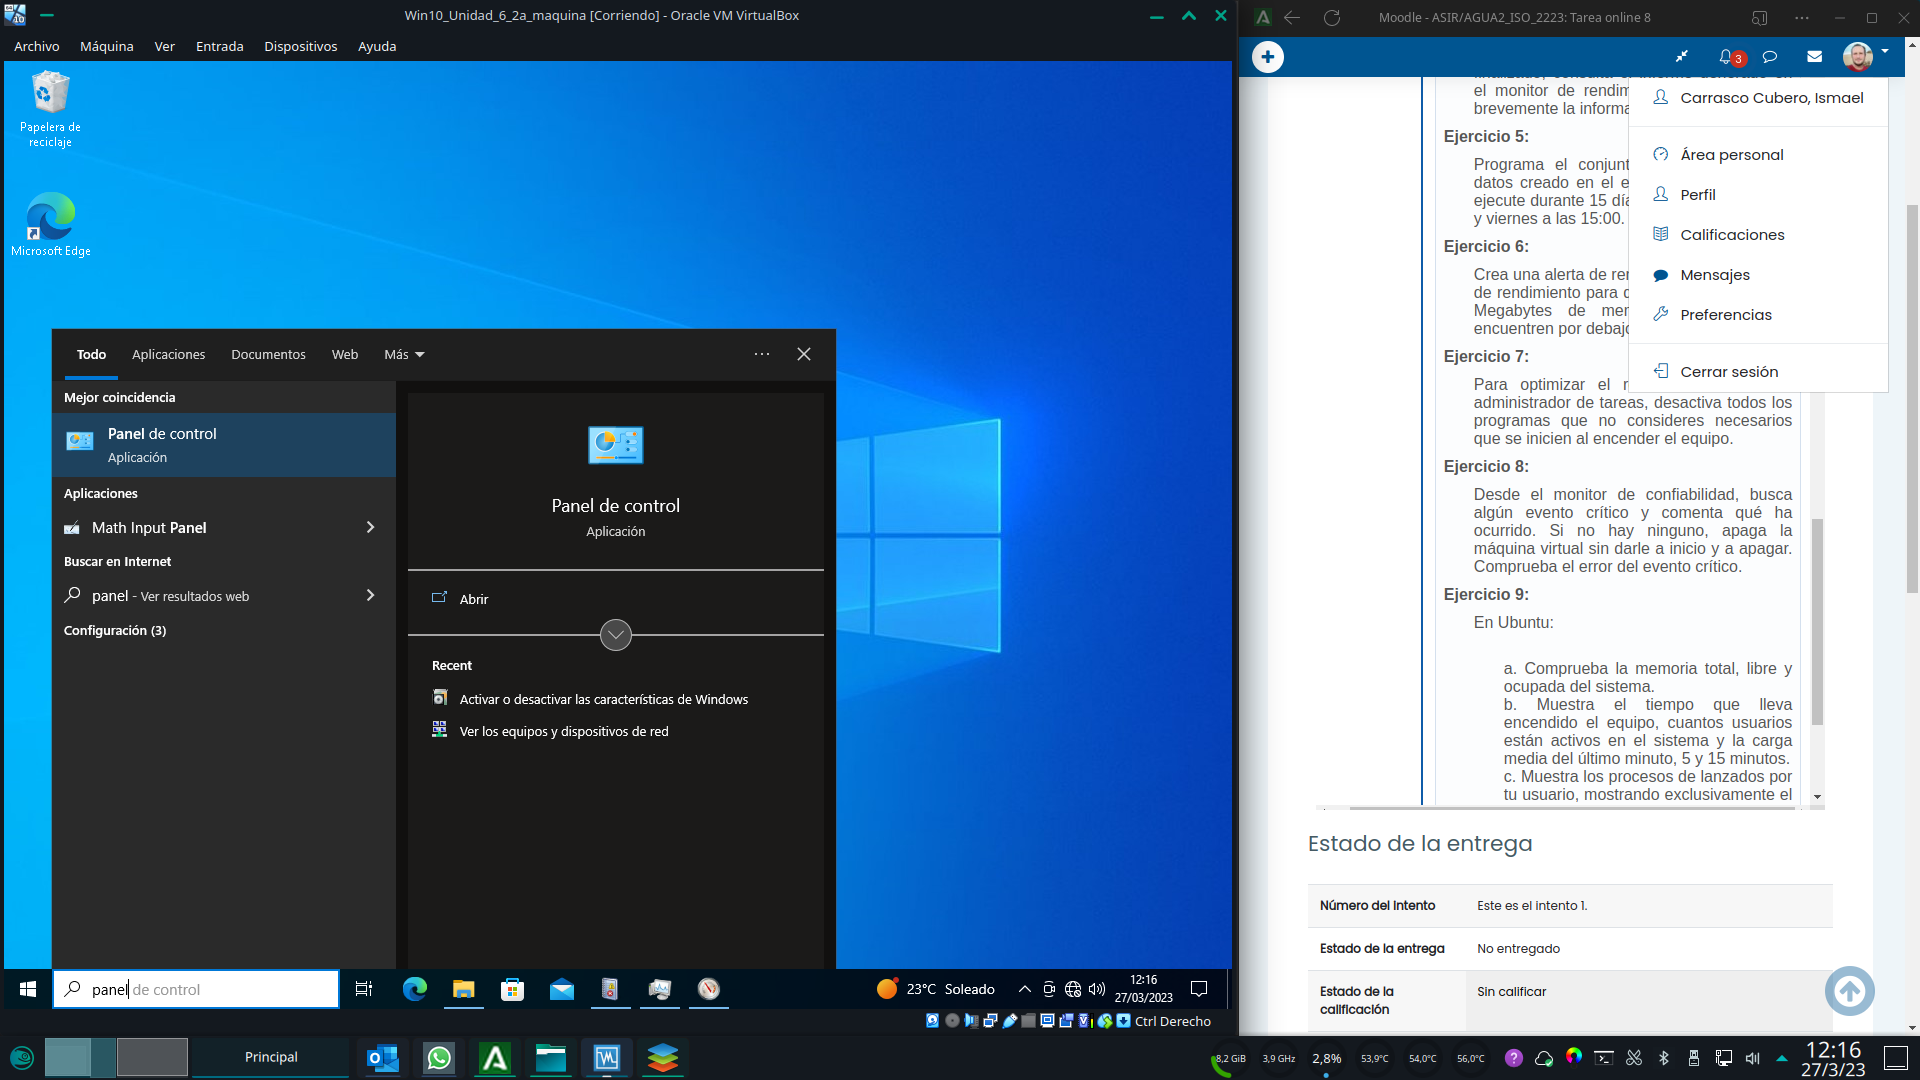 Win10_Unidad_6_2a_maquina [Corriendo] - Oracle VM VirtualBox
Archivo
Máquina
Ver
Entrada
Dispositivos
Ayuda
Papelera de
reciclaje
Microsoft Edge
Todo
Aplicaciones
Documentos
Web
Más
Mejor coincidencia
Panel de control
Aplicación
Aplicaciones
Math Input Panel
Buscar en Internet
panel - Ver resultados web
Configuración (3)
Panel de control
Aplicación
Abrir
Recent
Activar o desactivar las características de Windows
Ver los equipos y dispositivos de red
panel de control
23°C Soleado
12:16
27/03/2023
Ctrl Derecho
Moodle - ASIR/AGUA2_ISO_2223: Tarea online 8
3
el monitor de rendim
brevemente la informa
Ejercicio 5:
Programa el conjunt
datos creado en el e
ejecute durante 15 día
y viernes a las 15:00.
Ejercicio 6:
Crea una alerta de re
de rendimiento para d
Megabytes de mer
encuentren por debajo
Ejercicio 7:
Para optimizar el r
administrador de tareas, desactiva todos los
programas que no consideres necesarios
que se inicien al encender el equipo.
Ejercicio 8:
Desde el monitor de confiabilidad, busca
algún evento crítico y comenta qué ha
ocurrido. Si no hay ninguno, apaga la
máquina virtual sin darle a inicio y a apagar.
Comprueba el error del evento crítico.
Ejercicio 9:
En Ubuntu:
a. Comprueba la memoria total, libre y
ocupada del sistema.
b. Muestra el tiempo que lleva
encendido el equipo, cuantos usuarios
están activos en el sistema y la carga
media del último minuto, 5 y 15 minutos.
c. Muestra los procesos de lanzados por
tu usuario, mostrando exclusivamente el
Carrasco Cubero, Ismael
Área personal
Perfil
Calificaciones
Mensajes
Preferencias
Cerrar sesión
Estado de la entrega
Número del intento
Este es el intento 1.
Estado de la entrega
No entregado
Estado de la
calificación
Sin calificar
Principal
8,2 GiB
3,9 GHz
2,8%
53,9°C
54,0°C
56,0°C
12:16
27/3/23